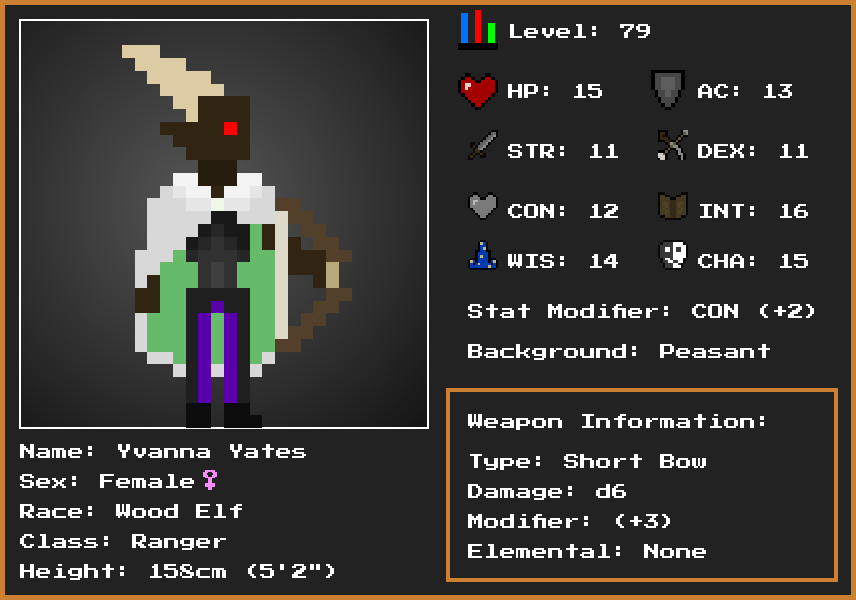 Level: 79
HP: 15
AC: 13
STR: 11
DEX: 11
CON: 12
INT: 16
WIS: 14
CHA: 15
Stat Modifier: CON (+2)
Background: Peasant
Weapon Information:
Type: Short Bow
Damage: d6
Modifier: (+3)
Elemental: None
Name: Yvanna Yates
Sex: Female♀
Race: Wood Elf
Class: Ranger
Height: 158cm (5'2")